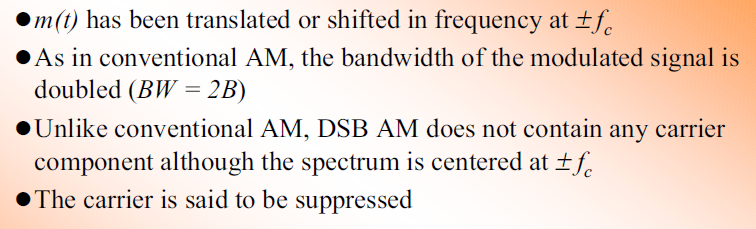 ●m(t) has been translated or shifted in frequency at ±fc
●As in conventional AM, the bandwidth of the modulated signal is
doubled (BW = 2B)
●Unlike conventional AM, DSB AM does not contain any carrier
component although the spectrum is centered at ±fc
●The carrier is said to be suppressed